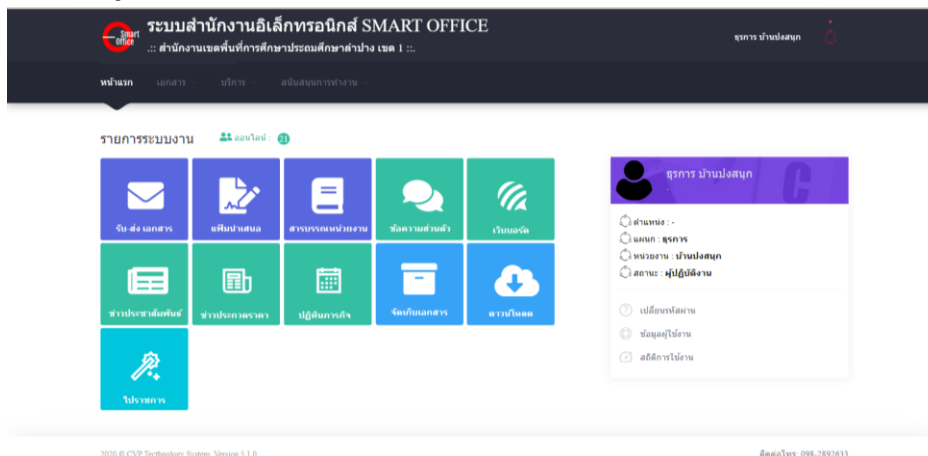 Smart
office
ระบบสำนักงานอิเล็กทรอนิกส์ SMART OFFICE
.:: สำนักงานเขตพื้นที่การศึกษาประถมศึกษาลำปาง เขต 1 ::.
ธุรการ บ้านปงสนุก
หน้าแรก เอกสาร บริการ สนับสนุนการทำงาน
รายการระบบงาน ออนไลน์ : 21
รับ-ส่ง เอกสาร แฟ้มนำเสนอ สารบรรณหน่วยงาน ข้อความส่วนตัว เว็บบอร์ด
ข่าวประชาสัมพันธ์ ข่าวประกวดราคา ปฏิทินภารกิจ จัดเก็บเอกสาร ดาวน์โหลด
ไปราชการ
ธุรการ บ้านปงสนุก
ตำแหน่ง : -
แผนก : ธุรการ
หน่วยงาน : บ้านปงสนุก
สถานะ : ผู้ปฏิบัติงาน
เปลี่ยนรหัสผ่าน
ข้อมูลผู้ใช้งาน
สถิติการใช้งาน
2020 © CVP Technology System. Version 5.1.0
ติดต่อโทร: 098-2892633